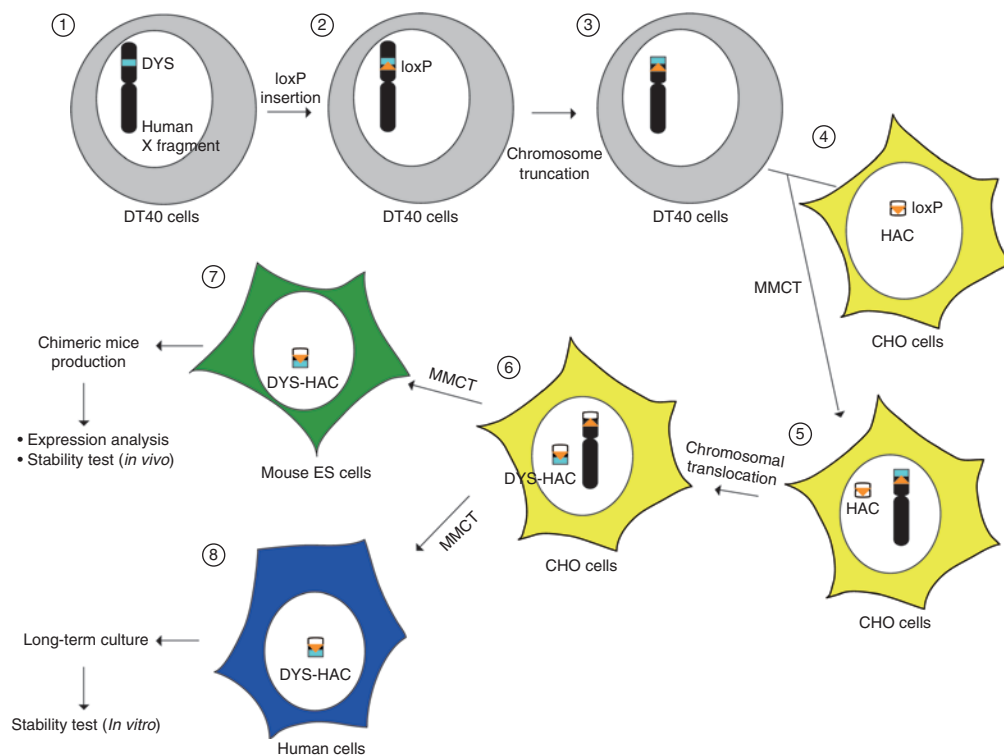 ①
DYS
Human
X fragment
DT40 cells
loxP
insertion
②
loxP
DT40 cells
Chromosome
truncation
③
DT40 cells
④
loxP
HAC
CHO cells
MMCT
⑤
HAC
CHO cells
Chromosomal
translocation
⑥
DYS-HAC
CHO cells
MMCT
⑦
DYS-HAC
Mouse ES cells
Chimeric mice
production
• Expression analysis
• Stability test (in vivo)
MMCT
⑧
DYS-HAC
Human cells
Long-term culture
Stability test (In vitro)